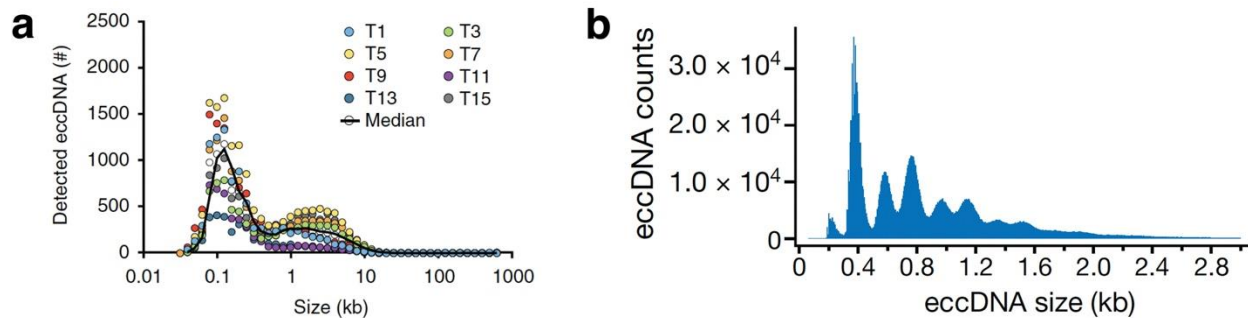 a
2500
2000
1500
1000
500
0
Detected eccDNA (#)
T1 T3
T5 T7
T9 T11
T13 T15
Median
0.01 0.1 1 10 100 1000
Size (kb)
b
3.0 × 10⁴
2.0 × 10⁴
1.0 × 10⁴
0
eccDNA counts
0 0.4 0.8 1.2 1.6 2.0 2.4 2.8
eccDNA size (kb)